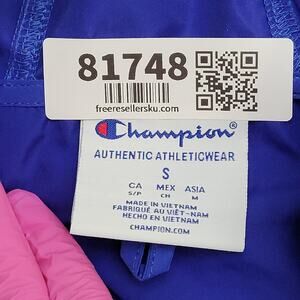 81748
freeresellersku.com
Champion
AUTHENTIC ATHLETICWEAR
S
CA MEX ASIA
S/P CH M
MADE IN VIETNAM
FABRIQUÉ AU VIÊT-NAM
HECHO EN VIETNAM
CHAMPION.COM